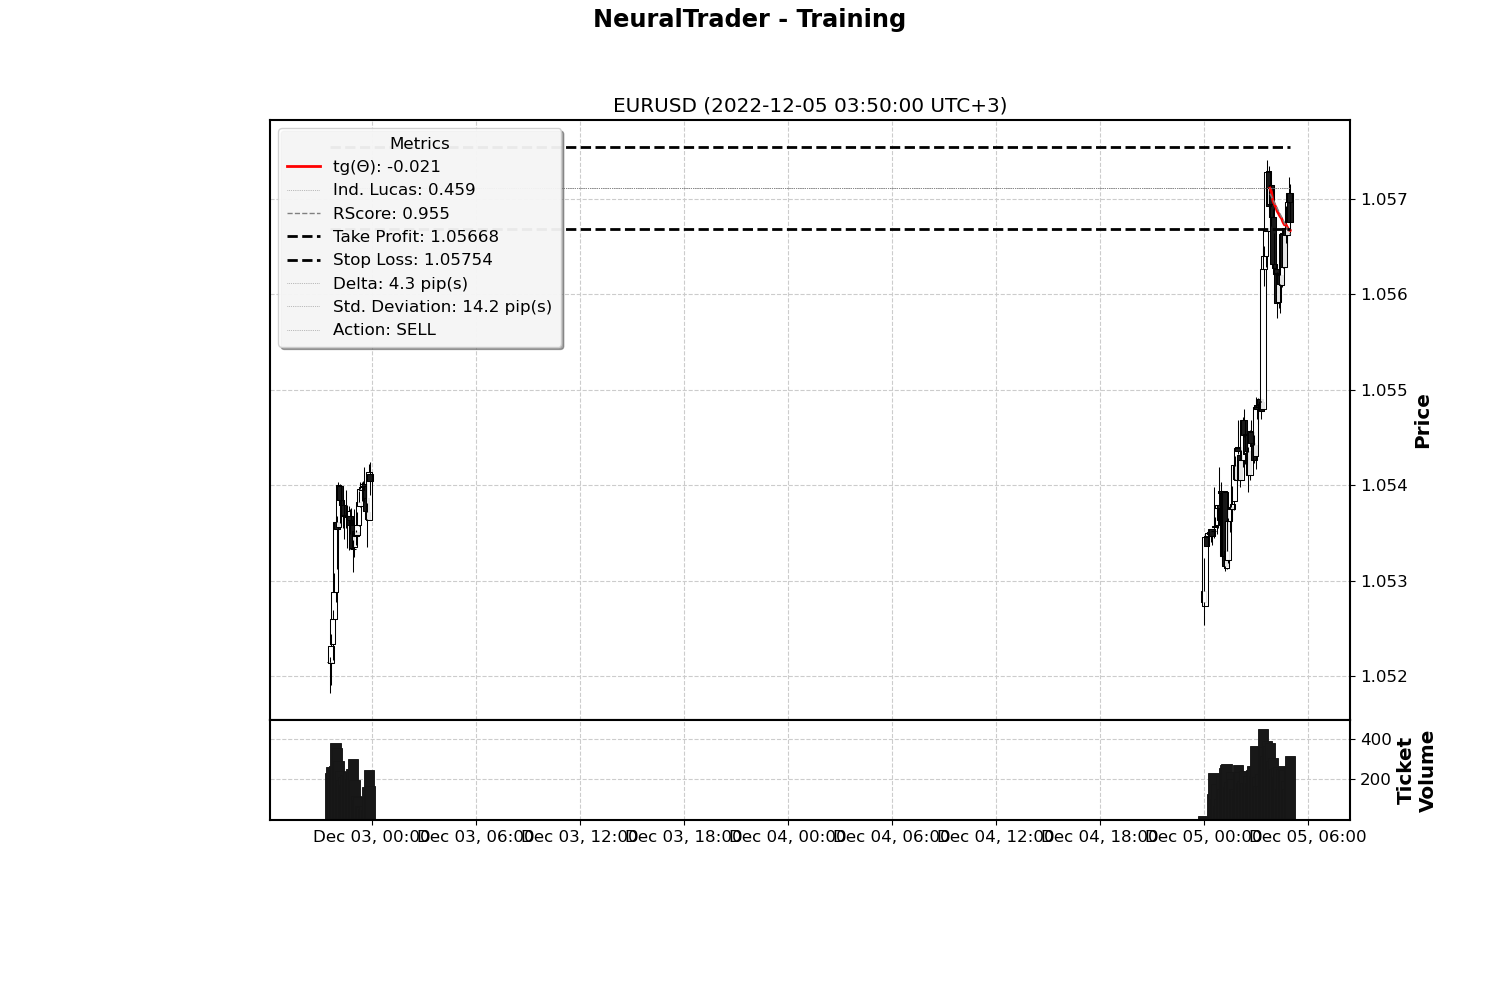 NeuralTrader - Training
EURUSD (2022-12-05 03:50:00 UTC+3)
Metrics
tg(Θ): -0.021
Ind. Lucas: 0.459
RScore: 0.955
Take Profit: 1.05668
Stop Loss: 1.05754
Delta: 4.3 pip(s)
Std. Deviation: 14.2 pip(s)
Action: SELL
1.057
1.056
1.055
1.054
1.053
1.052
Price
400
200
Ticket
Volume
Dec 03, 00:00
Dec 03, 06:00
Dec 03, 12:00
Dec 03, 18:00
Dec 04, 00:00
Dec 04, 06:00
Dec 04, 12:00
Dec 04, 18:00
Dec 05, 00:00
Dec 05, 06:00